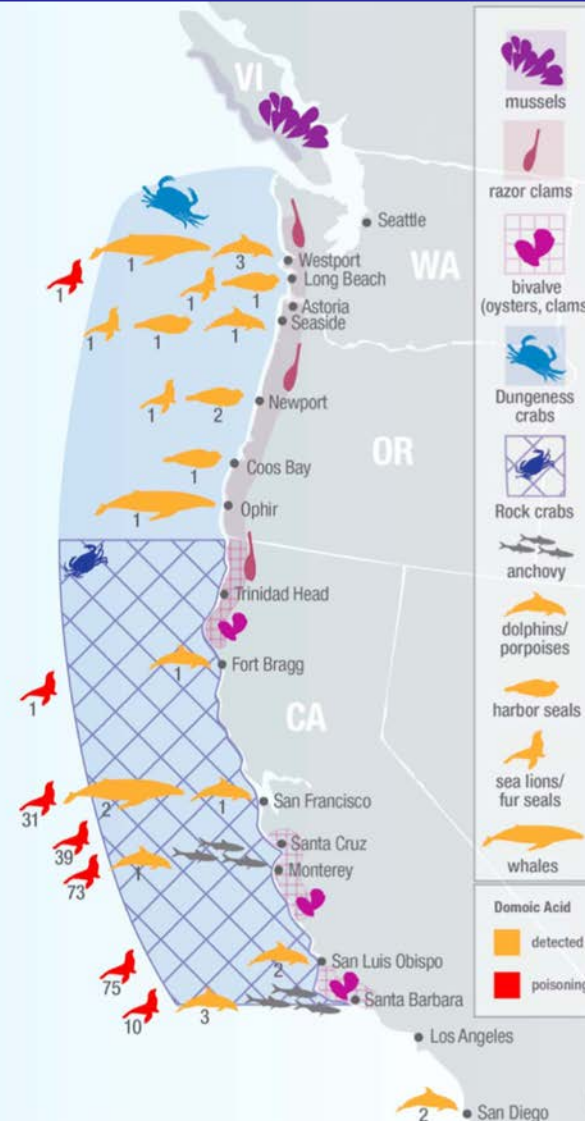 VI
mussels
razor clams
Seattle
WA
bivalve
(oysters, clams
Westport
1
3
Long Beach
1
1
1
Astoria
Seaside
1
1
1
Dungeness
crabs
Newport
1
2
OR
Coos Bay
1
Rock crabs
Ophir
1
anchovy
Trinidad Head
dolphins/
porpoises
Fort Bragg
1
1
CA
harbor seals
sea lions/
fur seals
San Francisco
31
2
1
whales
39
Santa Cruz
Monterey
1
73
Domoic Acid
detected
San Luis Obispo
2
75
poisoning
Santa Barbara
10
3
Los Angeles
2
San Diego